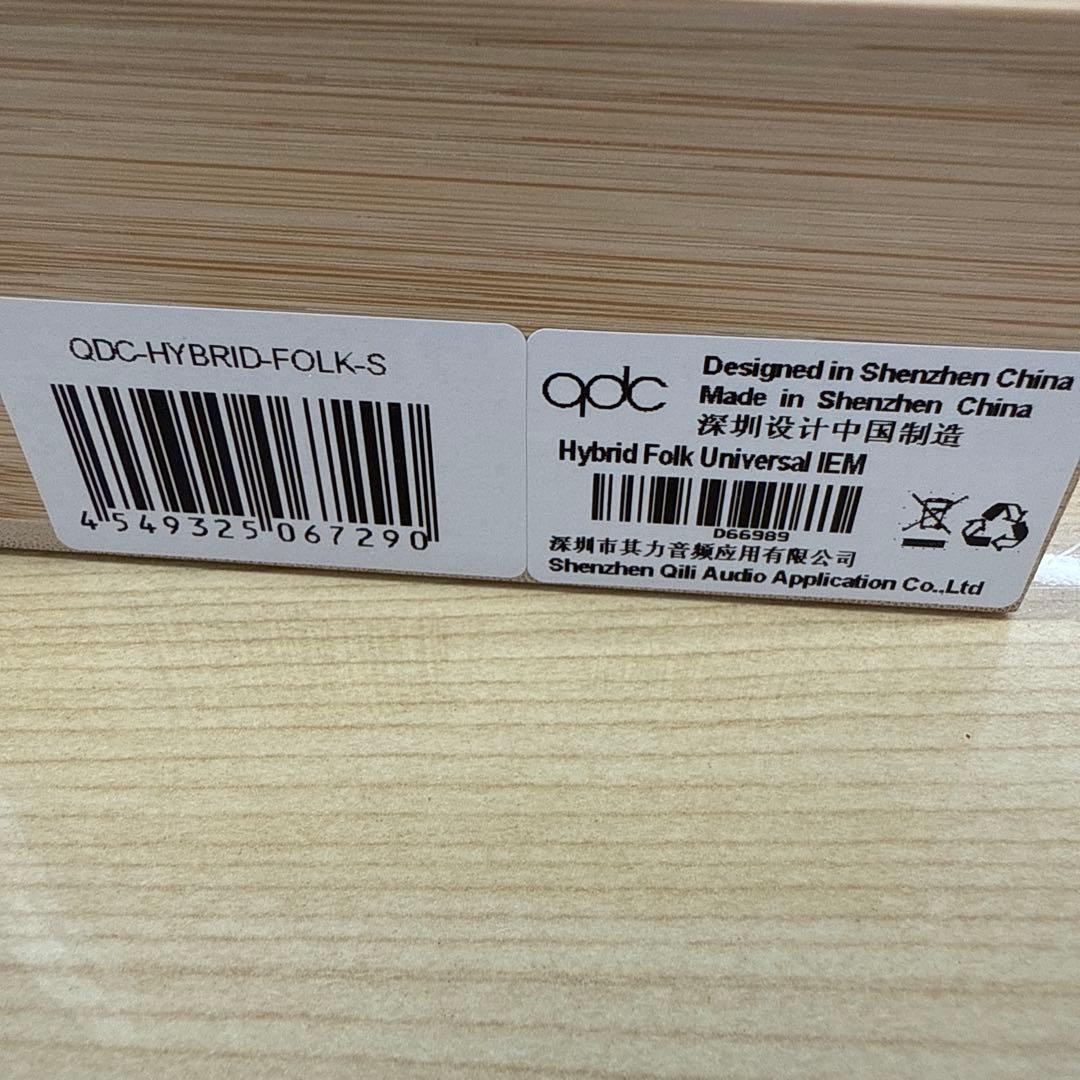 QDC-HYBRID-FOLK-S
4549325067290
qdc
Designed in Shenzhen China
Made in Shenzhen China
深圳设计中国制造
Hybrid Folk Universal IEM
D66989
深圳市其力音频应用有限公司
Shenzhen Qili Audio Application Co.,Ltd